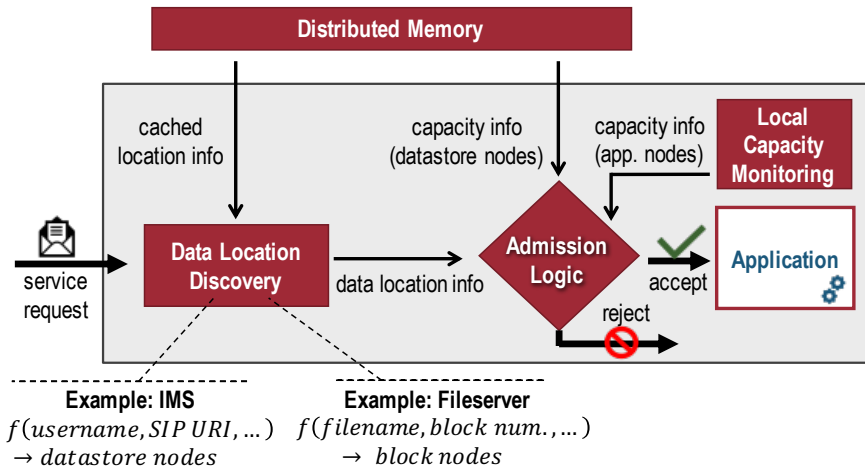 Distributed Memory
cached
location info
capacity info
(datastore nodes)
capacity info
(app. nodes)
Local
Capacity
Monitoring
service
request
Data Location
Discovery
data location info
Admission
Logic
accept
Application
reject
Example: IMS
f(username, SIP URI, …)
→ datastore nodes
Example: Fileserver
f(filename, block num. , …)
→ block nodes